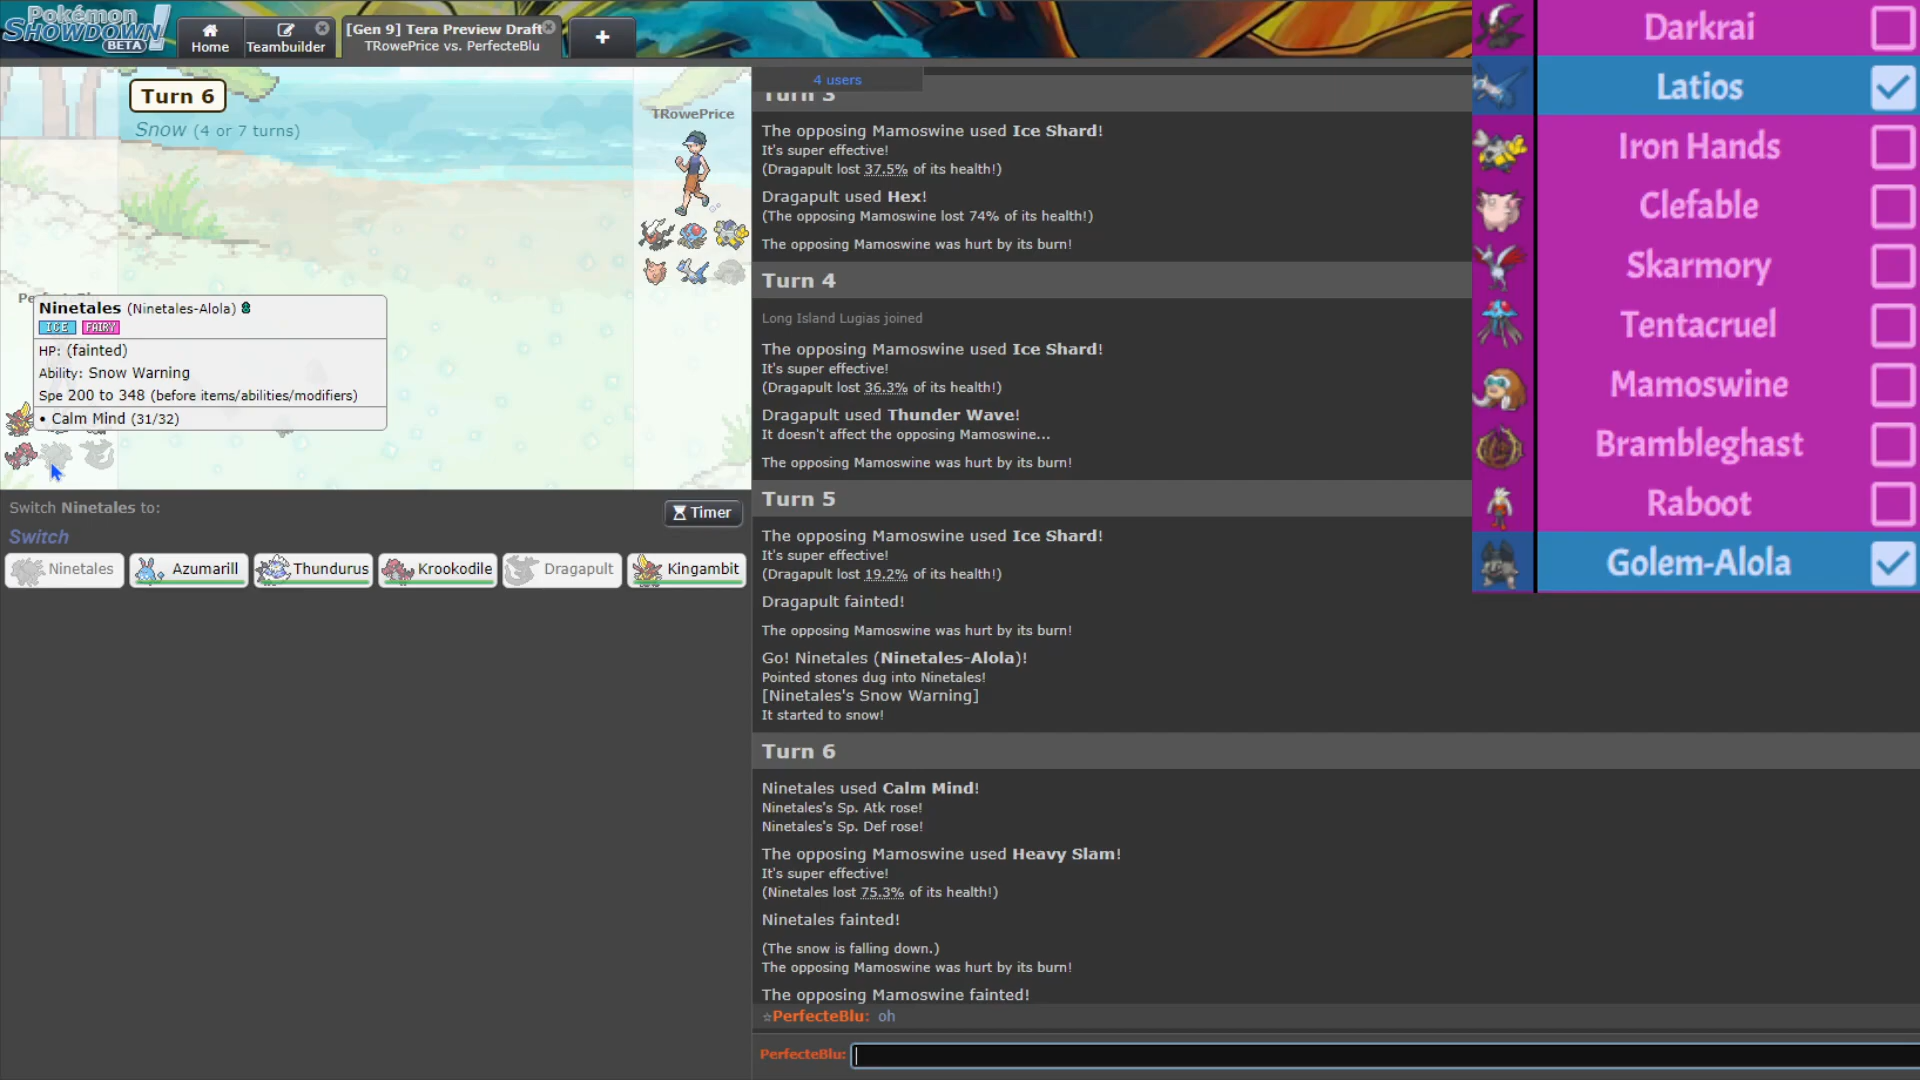 Pokémon
SHOWDOWN!
BETA
Home
Teambuilder
[Gen 9] Tera Preview Draft
TRowePrice vs. PerfecteBlu
+
Turn 6
Snow (4 or 7 turns)
TRowePrice
Ninetales (Ninetales-Alola)
ICE FAIRY
HP: (fainted)
Ability: Snow Warning
Spe 200 to 348 (before items/abilities/modifiers)
• Calm Mind (31/32)
Switch Ninetales to:
Timer
Switch
Ninetales
Azumarill
Thundurus
Krookodile
Dragapult
Kingambit
4 users
Turn 3
The opposing Mamoswine used Ice Shard!
It's super effective!
(Dragapult lost 37.5% of its health!)
Dragapult used Hex!
(The opposing Mamoswine lost 74% of its health!)
The opposing Mamoswine was hurt by its burn!
Turn 4
Long Island Lugias joined
The opposing Mamoswine used Ice Shard!
It's super effective!
(Dragapult lost 36.3% of its health!)
Dragapult used Thunder Wave!
It doesn't affect the opposing Mamoswine...
The opposing Mamoswine was hurt by its burn!
Turn 5
The opposing Mamoswine used Ice Shard!
It's super effective!
(Dragapult lost 19.2% of its health!)
Dragapult fainted!
The opposing Mamoswine was hurt by its burn!
Go! Ninetales (Ninetales-Alola)!
Pointed stones dug into Ninetales!
[Ninetales's Snow Warning]
It started to snow!
Turn 6
Ninetales used Calm Mind!
Ninetales's Sp. Atk rose!
Ninetales's Sp. Def rose!
The opposing Mamoswine used Heavy Slam!
It's super effective!
(Ninetales lost 75.3% of its health!)
Ninetales fainted!
(The snow is falling down.)
The opposing Mamoswine was hurt by its burn!
The opposing Mamoswine fainted!
☆PerfecteBlu: oh
PerfecteBlu:
Darkrai
Latios
Iron Hands
Clefable
Skarmory
Tentacruel
Mamoswine
Brambleghast
Raboot
Golem-Alola